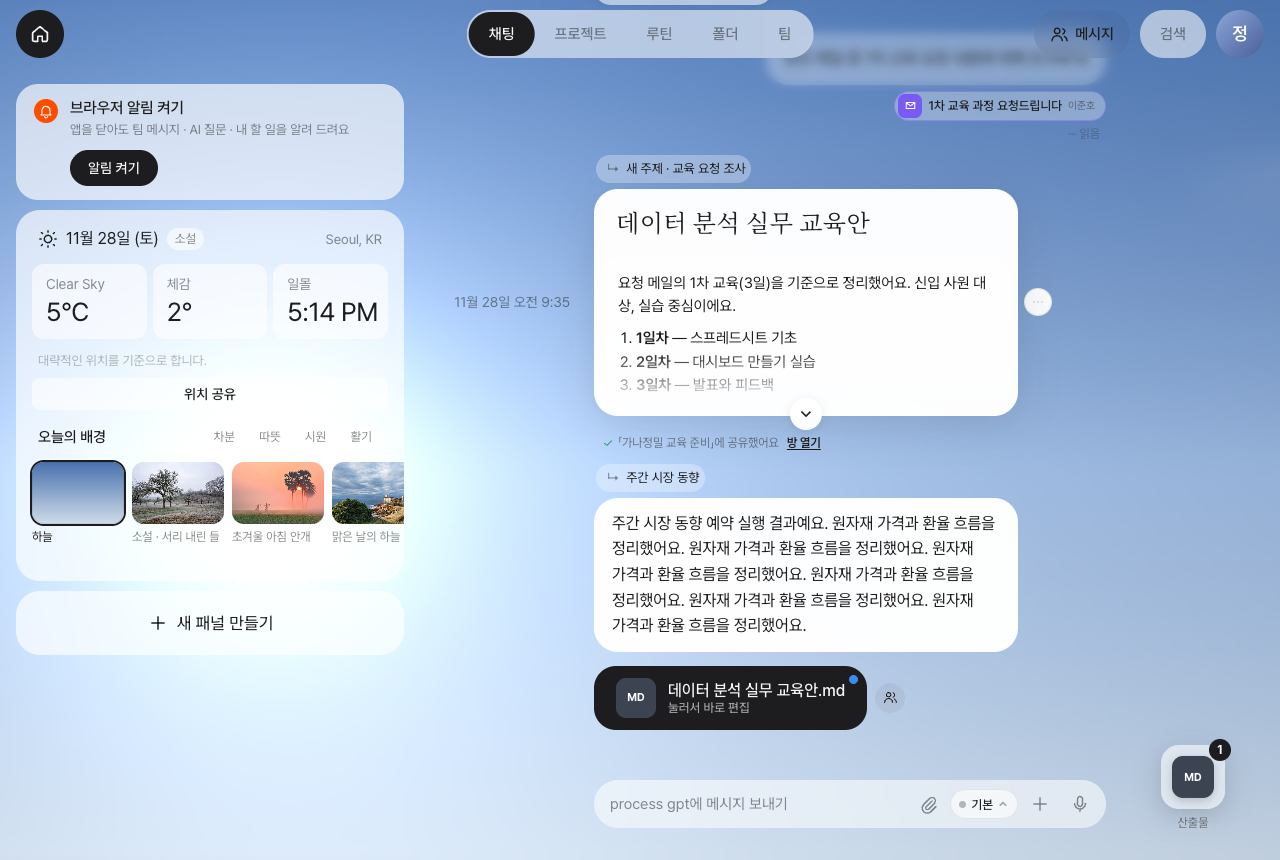 채팅
프로젝트
루틴
폴더
팀
메시지
검색
정
브라우저 알림 켜기
앱을 닫아도 팀 메시지 · AI 질문 · 내 할 일을 알려 드려요
알림 켜기
11월 28일 (토)
소설
Seoul, KR
Clear Sky
5°C
체감
2°
일몰
5:14 PM
대략적인 위치를 기준으로 합니다.
위치 공유
오늘의 배경
차분
따뜻
시원
활기
하늘
소설 · 서리 내린 들
초겨울 아침 안개
맑은 날의 하늘
새 패널 만들기
1차 교육 과정 요청드립니다 이준호
읽음
새 주제 · 교육 요청 조사
데이터 분석 실무 교육안
요청 메일의 1차 교육(3일)을 기준으로 정리했어요. 신입 사원 대
상, 실습 중심이에요.
1. 1일차 — 스프레드시트 기초
2. 2일차 — 대시보드 만들기 실습
3. 3일차 — 발표와 피드백
11월 28일 오전 9:35
「가나정밀 교육 준비」에 공유했어요 방 열기
주간 시장 동향
주간 시장 동향 예약 실행 결과예요. 원자재 가격과 환율 흐름을
정리했어요. 원자재 가격과 환율 흐름을 정리했어요. 원자재
가격과 환율 흐름을 정리했어요. 원자재 가격과 환율 흐름을
정리했어요. 원자재 가격과 환율 흐름을 정리했어요. 원자재
가격과 환율 흐름을 정리했어요.
MD
데이터 분석 실무 교육안.md
눌러서 바로 편집
process gpt에 메시지 보내기
기본
1
MD
산출물